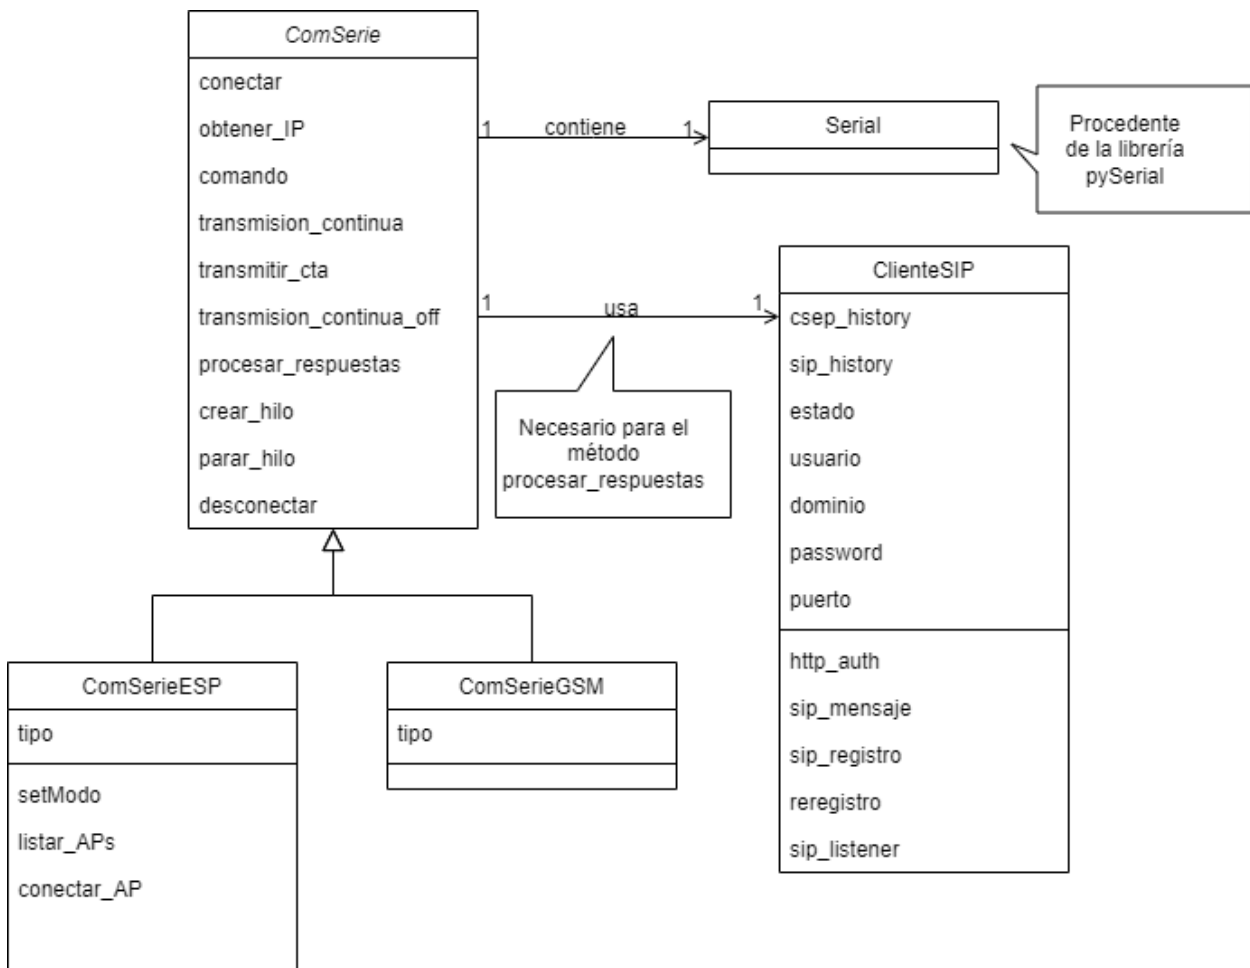 ComSerie
conectar
obtener_IP
comando
transmision_continua
transmitir_cta
transmision_continua_off
procesar_respuestas
crear_hilo
parar_hilo
desconectar
1 contiene 1
Serial
Procedente
de la librería
pySerial
1 usa 1
Necesario para el
método
procesar_respuestas
ClienteSIP
csep_history
sip_history
estado
usuario
dominio
password
puerto
http_auth
sip_mensaje
sip_registro
reregistro
sip_listener
ComSerieESP
tipo
setModo
listar_APs
conectar_AP
ComSerieGSM
tipo